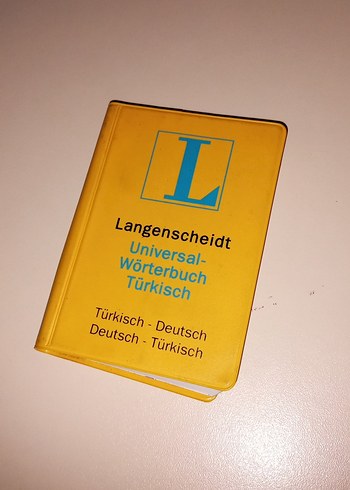 L
Langenscheidt
Universal-
Wörterbuch
Türkisch
Türkisch - Deutsch
Deutsch - Türkisch